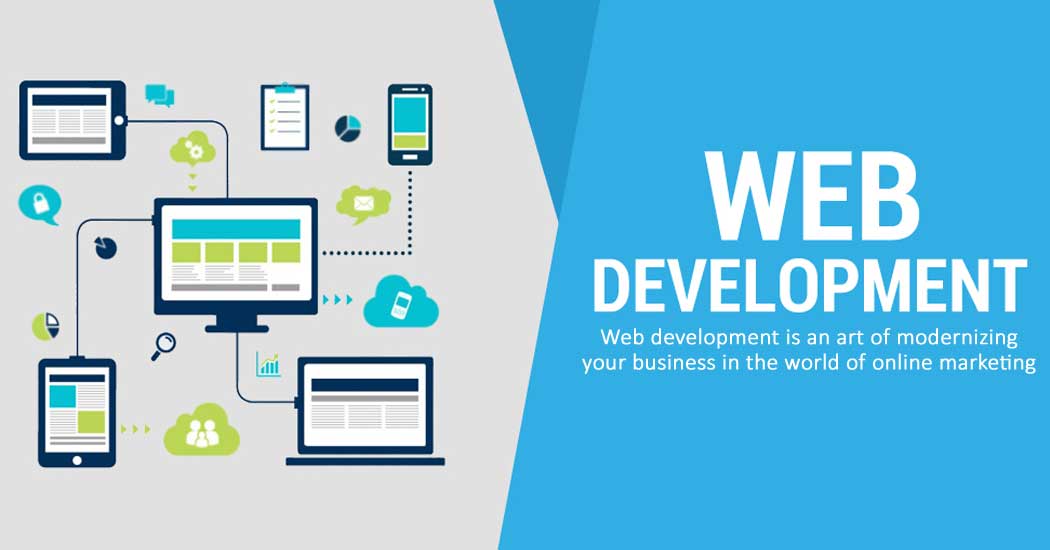 WEB
DEVELOPMENT
Web development is an art of modernizing
your business in the world of online marketing